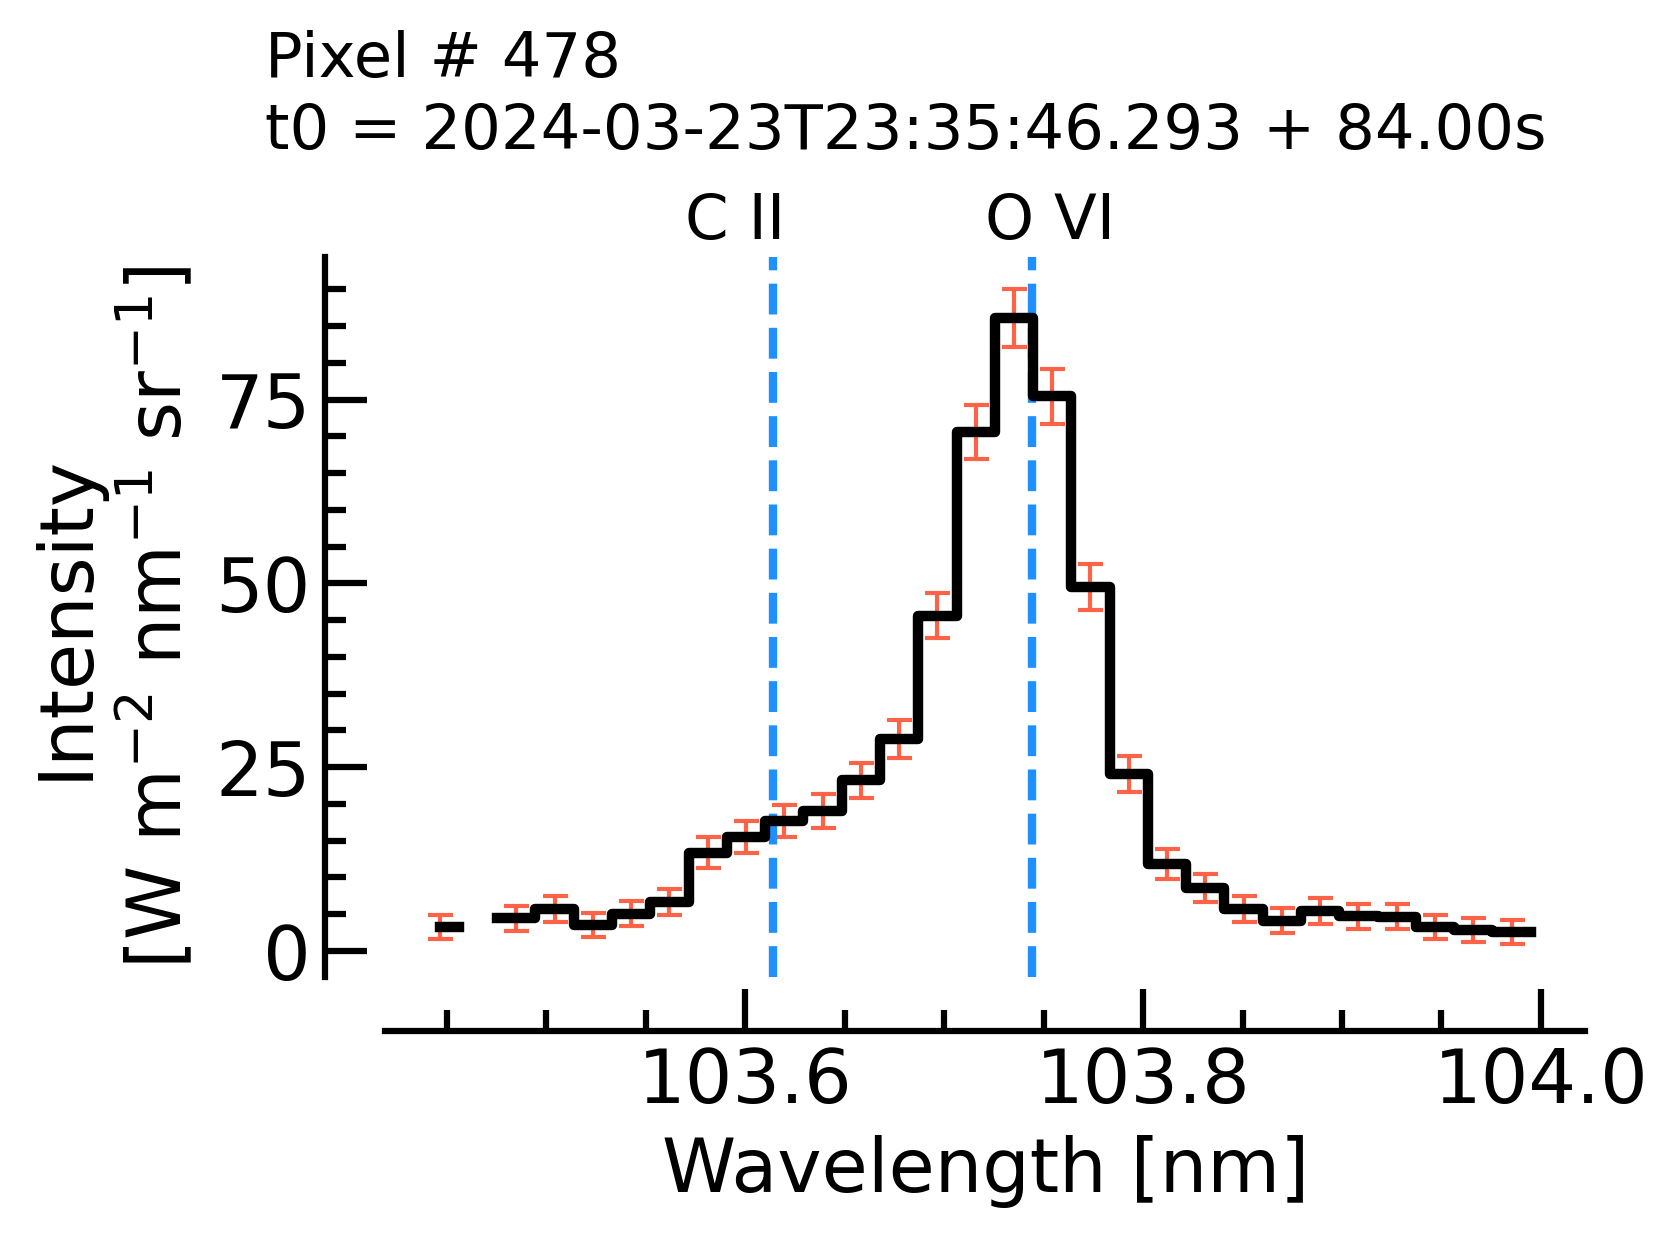 Pixel # 478
t0 = 2024-03-23T23:35:46.293 + 84.00s
C II
O VI
Intensity
[W m⁻² nm⁻¹ sr⁻¹]
75
50
25
0
103.6
103.8
104.0
Wavelength [nm]